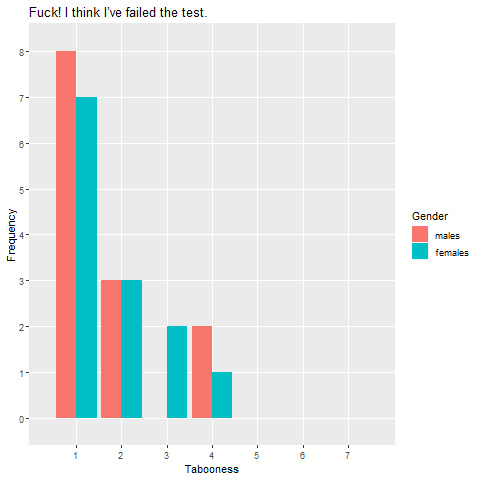 Fuck! I think I've failed the test.
8
7
6
5
4
3
2
1
0
Frequency
1 2 3 4 5 6 7
Tabooness
Gender
males
females